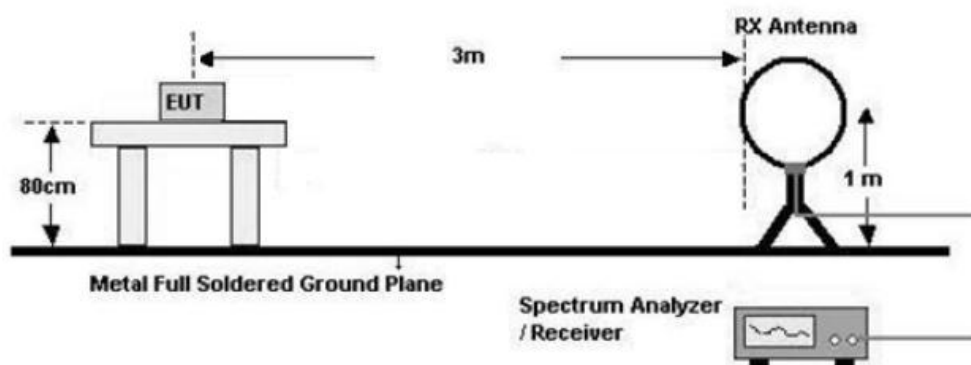 RX Antenna
3m
EUT
80cm
1 m
Metal Full Soldered Ground Plane
Spectrum Analyzer
/ Receiver